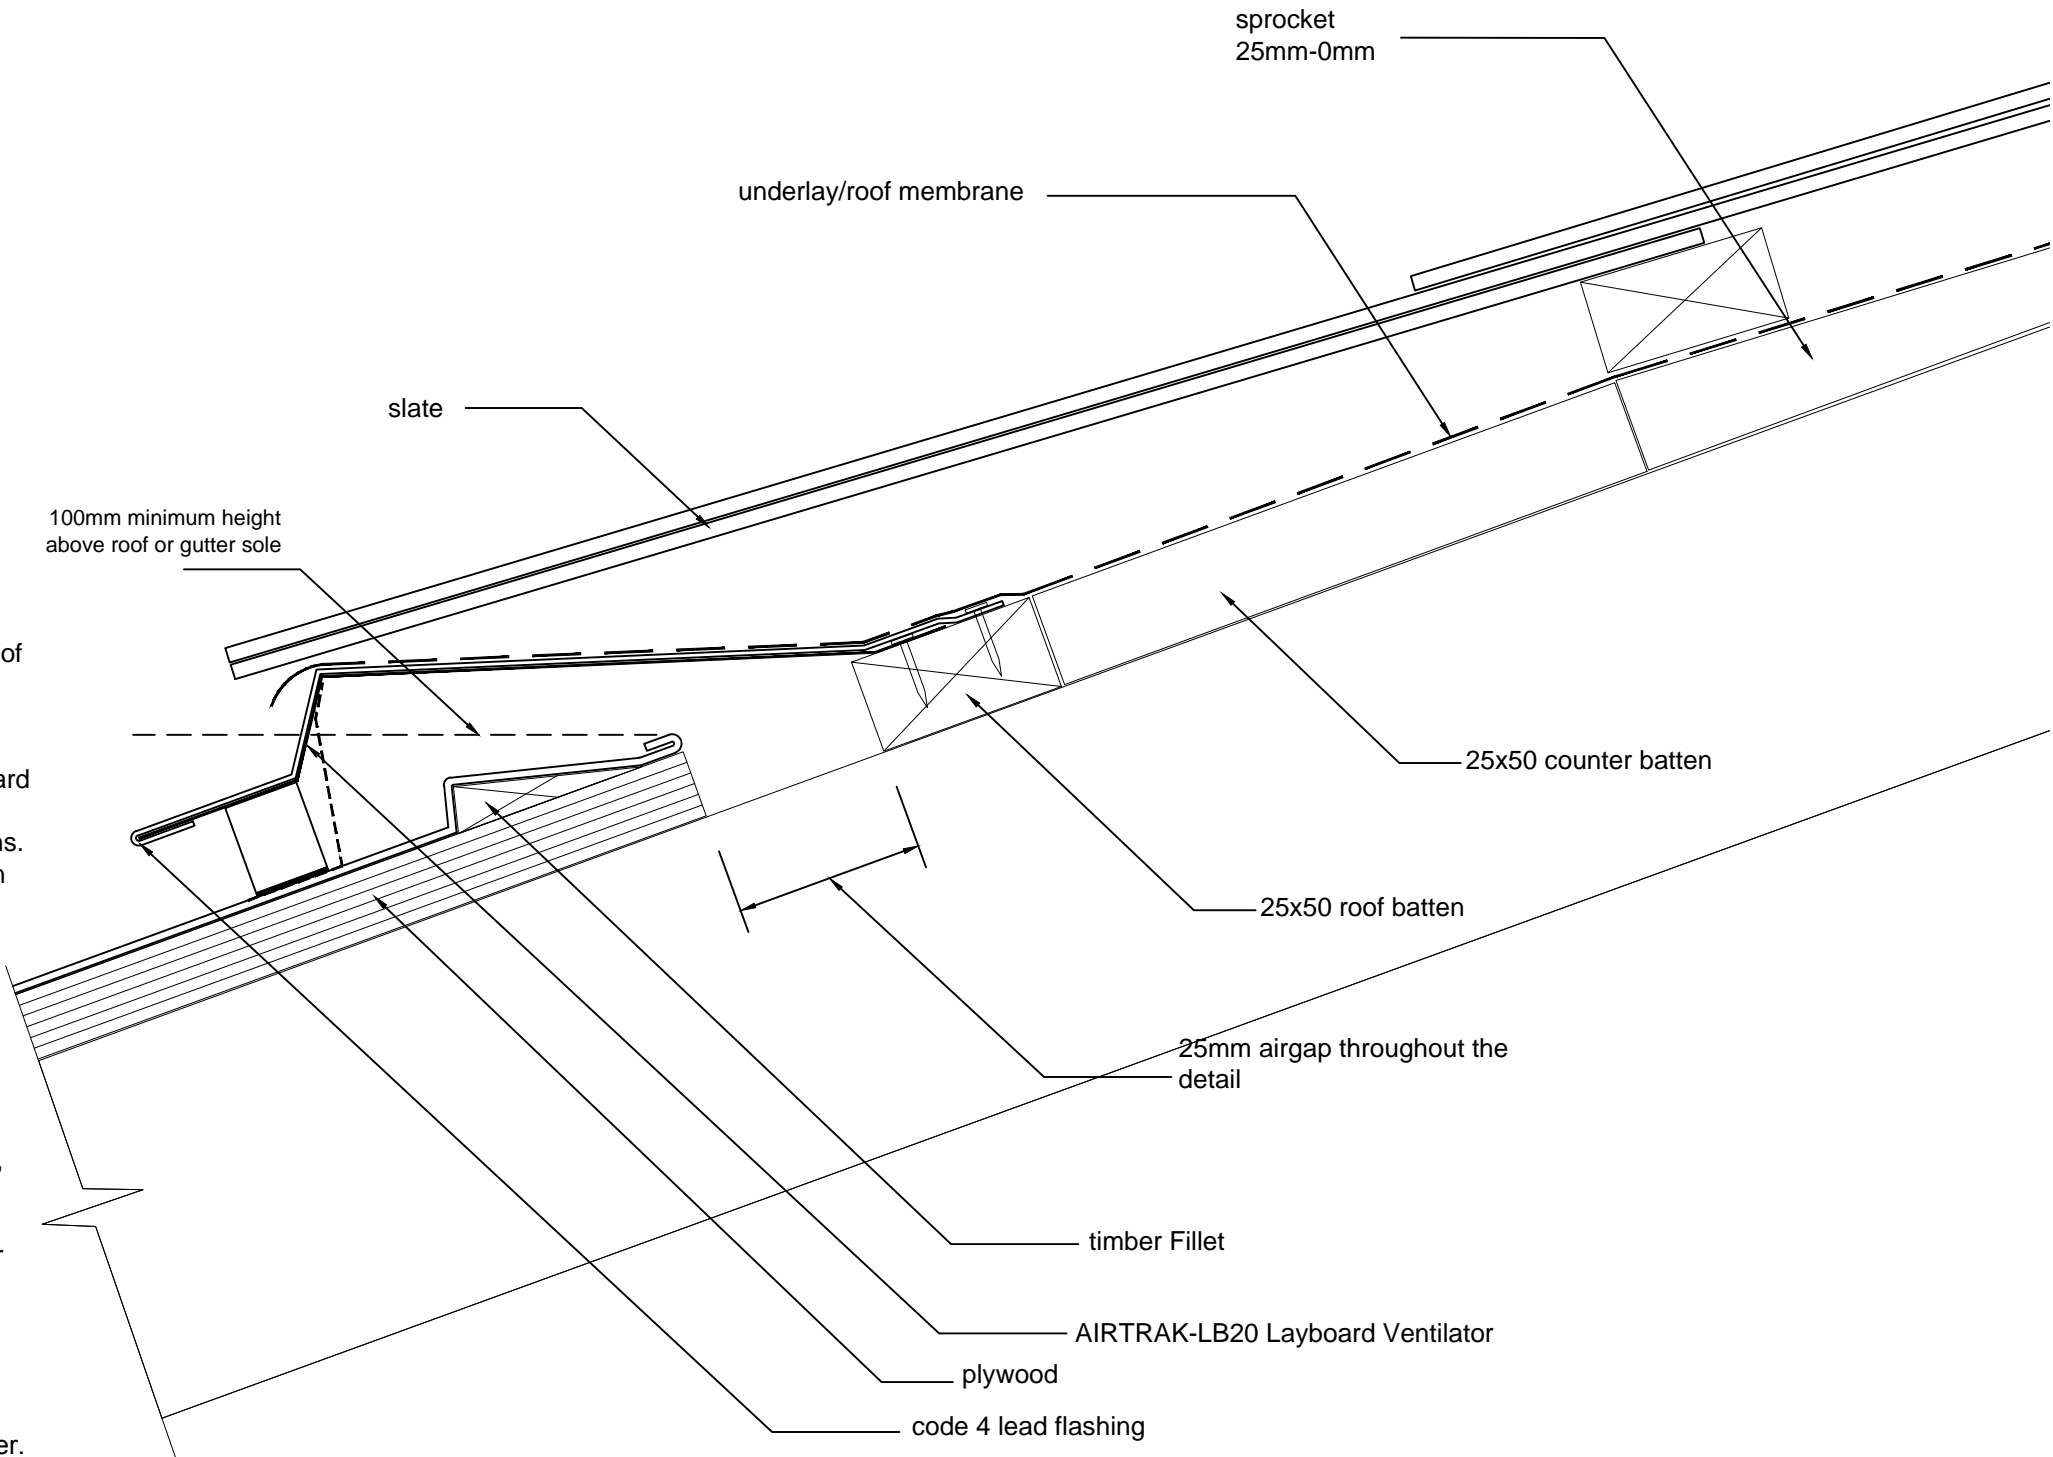 sprocket
25mm-0mm
underlay/roof membrane
slate
100mm minimum height
above roof or gutter sole
of
25x50 counter batten
25x50 roof batten
25mm airgap throughout the
detail
timber Fillet
AIRTRAK-LB20 Layboard Ventilator
plywood
code 4 lead flashing